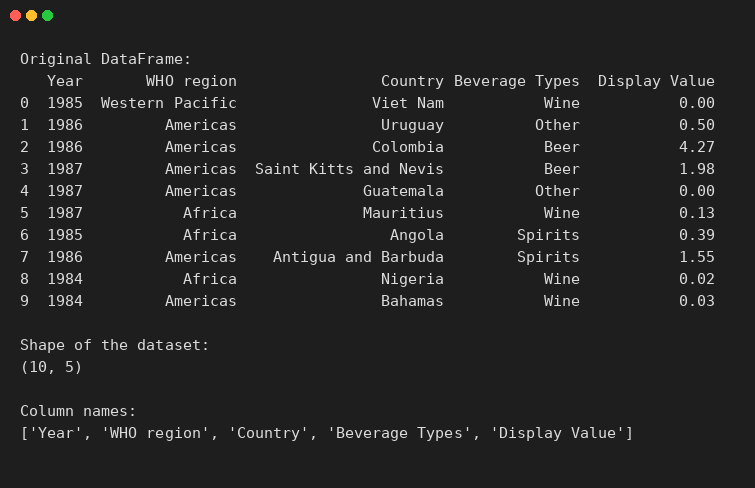 Original DataFrame:
   Year       WHO region                Country Beverage Types  Display Value
0  1985  Western Pacific               Viet Nam           Wine           0.00
1  1986         Americas                Uruguay          Other           0.50
2  1986         Americas               Colombia           Beer           4.27
3  1987         Americas  Saint Kitts and Nevis           Beer           1.98
4  1987         Americas              Guatemala          Other           0.00
5  1987           Africa              Mauritius           Wine           0.13
6  1985           Africa                 Angola        Spirits           0.39
7  1986         Americas    Antigua and Barbuda        Spirits           1.55
8  1984           Africa                Nigeria           Wine           0.02
9  1984         Americas                Bahamas           Wine           0.03
Shape of the dataset:
(10, 5)
Column names:
['Year', 'WHO region', 'Country', 'Beverage Types', 'Display Value']